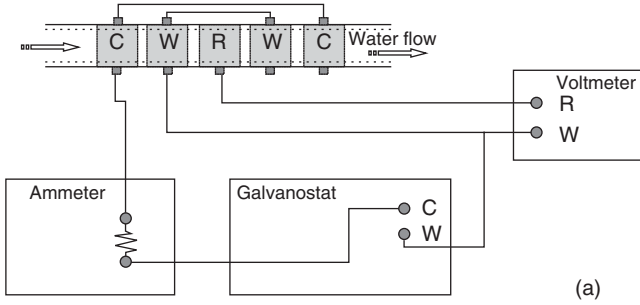 C W R W C
Water flow
Voltmeter
R
W
Ammeter
Galvanostat
C
W
(a)